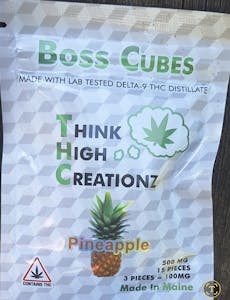 BOSS CUBES
MADE WITH LAB TESTED DELTA-9 THC DISTILLATE
THINK
HIGH
CREATIONZ
Pineapple
500 MG
15 PIECES
3 PIECES = 100MG
Made In Maine
CONTAINS THC